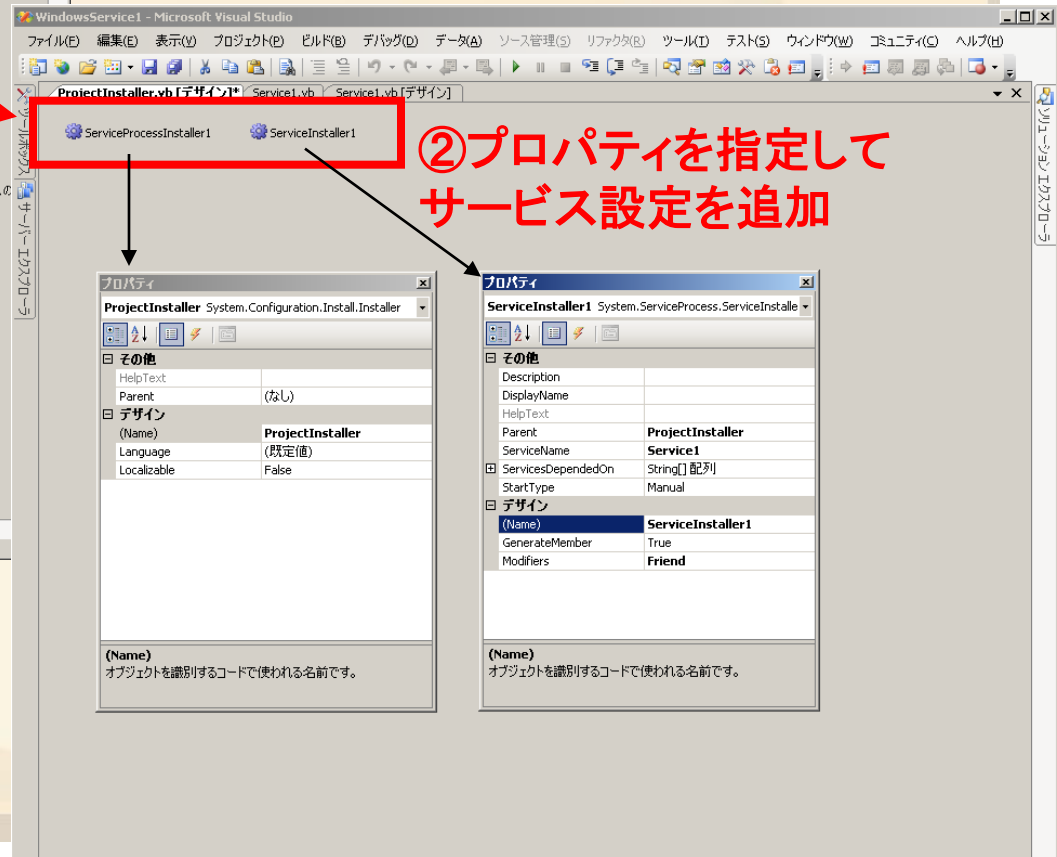 WindowsService1 - Microsoft Visual Studio
ファイル(F) 編集(E) 表示(V) プロジェクト(P) ビルド(B) デバッグ(D) データ(A) ソース管理(S) リファクタ(R) ツール(T) テスト(S) ウィンドウ(W) コミュニティ(C) ヘルプ(H)
ProjectInstaller.vb [デザイン]* Service1.vb Service1.vb [デザイン]
ツールボックス
サーバー エクスプローラ
ソリューション エクスプローラ
ServiceProcessInstaller1 ServiceInstaller1
②プロパティを指定して
サービス設定を追加
プロパティ
ProjectInstaller System.Configuration.Install.Installer
その他
HelpText
Parent (なし)
デザイン
(Name) ProjectInstaller
Language (既定値)
Localizable False
(Name)
オブジェクトを識別するコードで使われる名前です。
プロパティ
ServiceInstaller1 System.ServiceProcess.ServiceInstalle
その他
Description
DisplayName
HelpText
Parent ProjectInstaller
ServiceName Service1
ServicesDependedOn String[] 配列
StartType Manual
デザイン
(Name) ServiceInstaller1
GenerateMember True
Modifiers Friend
(Name)
オブジェクトを識別するコードで使われる名前です。